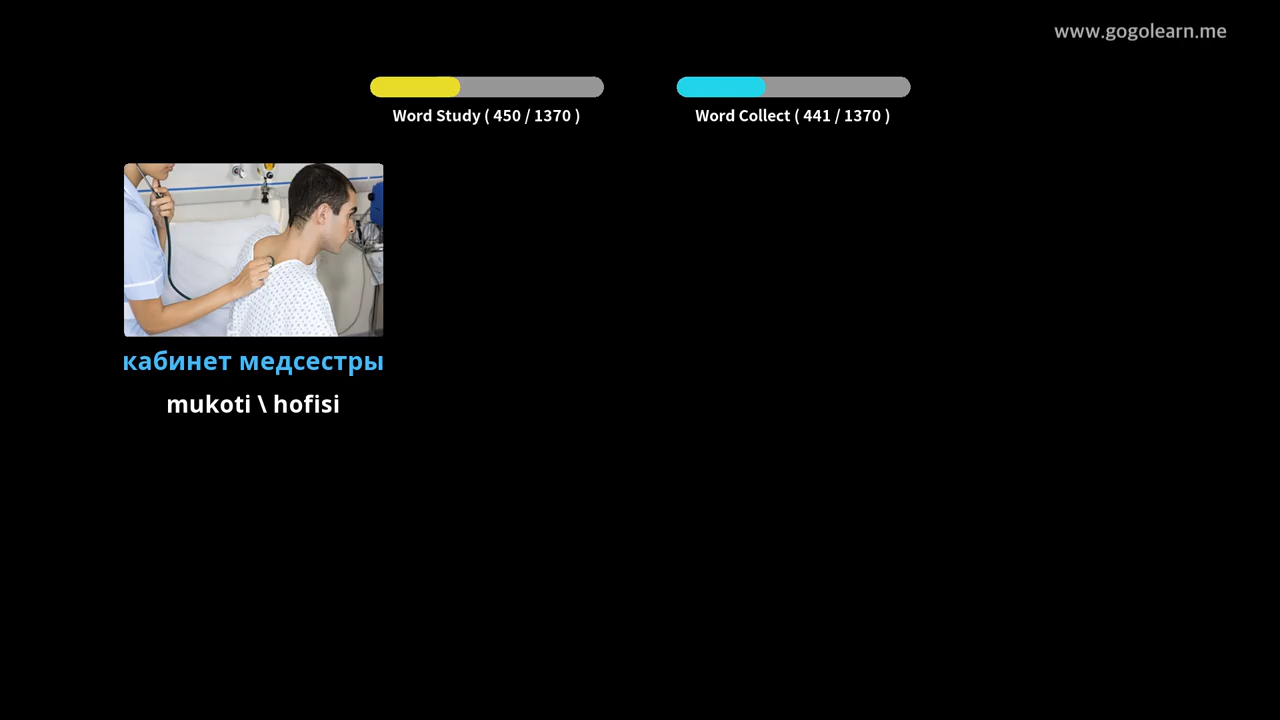 www.gogolearn.me
Word Study ( 450 / 1370 )
Word Collect ( 441 / 1370 )
кабинет медсестры
mukoti \ hofisi